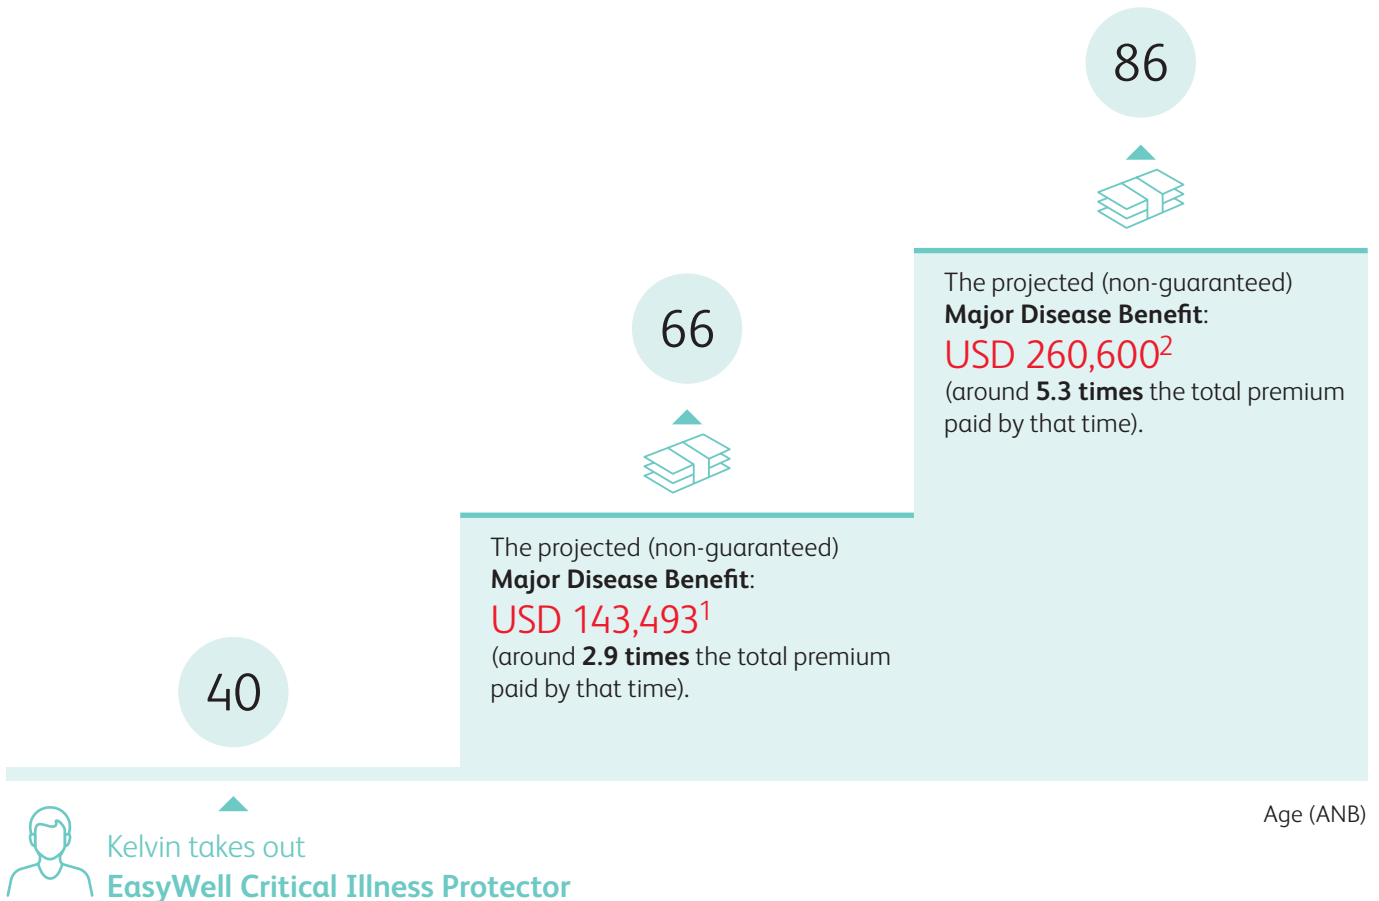 86
The projected (non-guaranteed)
Major Disease Benefit:
USD 260,600²
(around 5.3 times the total premium
paid by that time).
66
The projected (non-guaranteed)
Major Disease Benefit:
USD 143,493¹
(around 2.9 times the total premium
paid by that time).
40
Age (ANB)
Kelvin takes out
EasyWell Critical Illness Protector